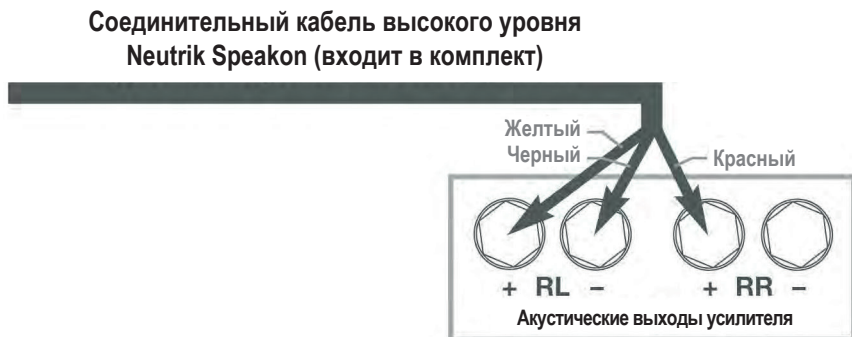 Соединительный кабель высокого уровня
Neutrik Speakon (входит в комплект)
Желтый
Черный
Красный
+ RL − + RR −
Акустические выходы усилителя